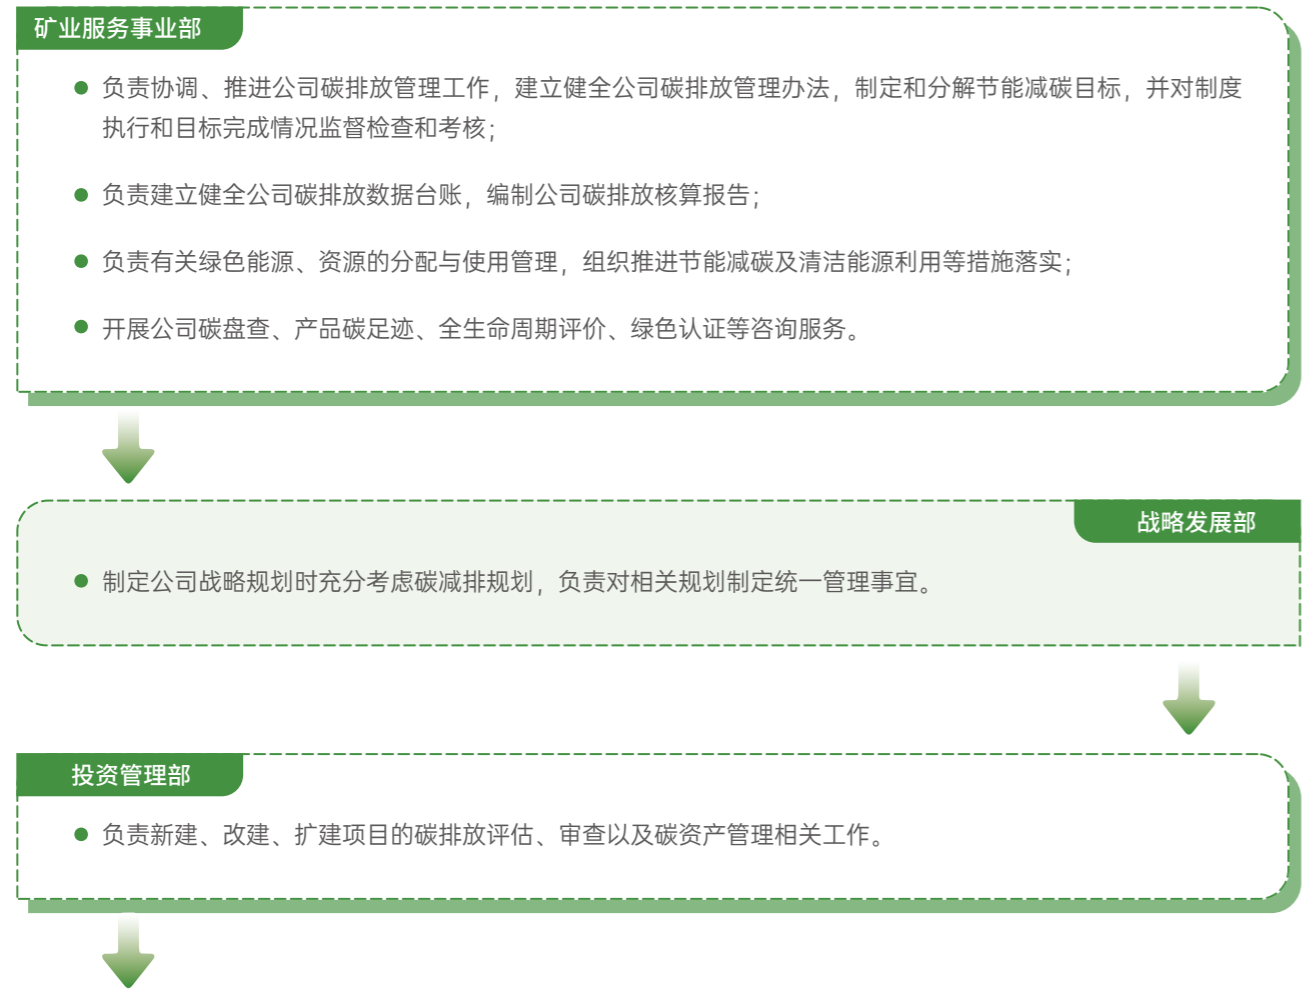 矿业服务事业部
负责协调、推进公司碳排放管理工作，建立健全公司碳排放管理办法，制定和分解节能减碳目标，并对制度
执行和目标完成情况监督检查和考核；
负责建立健全公司碳排放数据台账，编制公司碳排放核算报告；
负责有关绿色能源、资源的分配与使用管理，组织推进节能减碳及清洁能源利用等措施落实；
开展公司碳盘查、产品碳足迹、全生命周期评价、绿色认证等咨询服务。
战略发展部
制定公司战略规划时充分考虑碳减排规划，负责对相关规划制定统一管理事宜。
投资管理部
负责新建、改建、扩建项目的碳排放评估、审查以及碳资产管理相关工作。